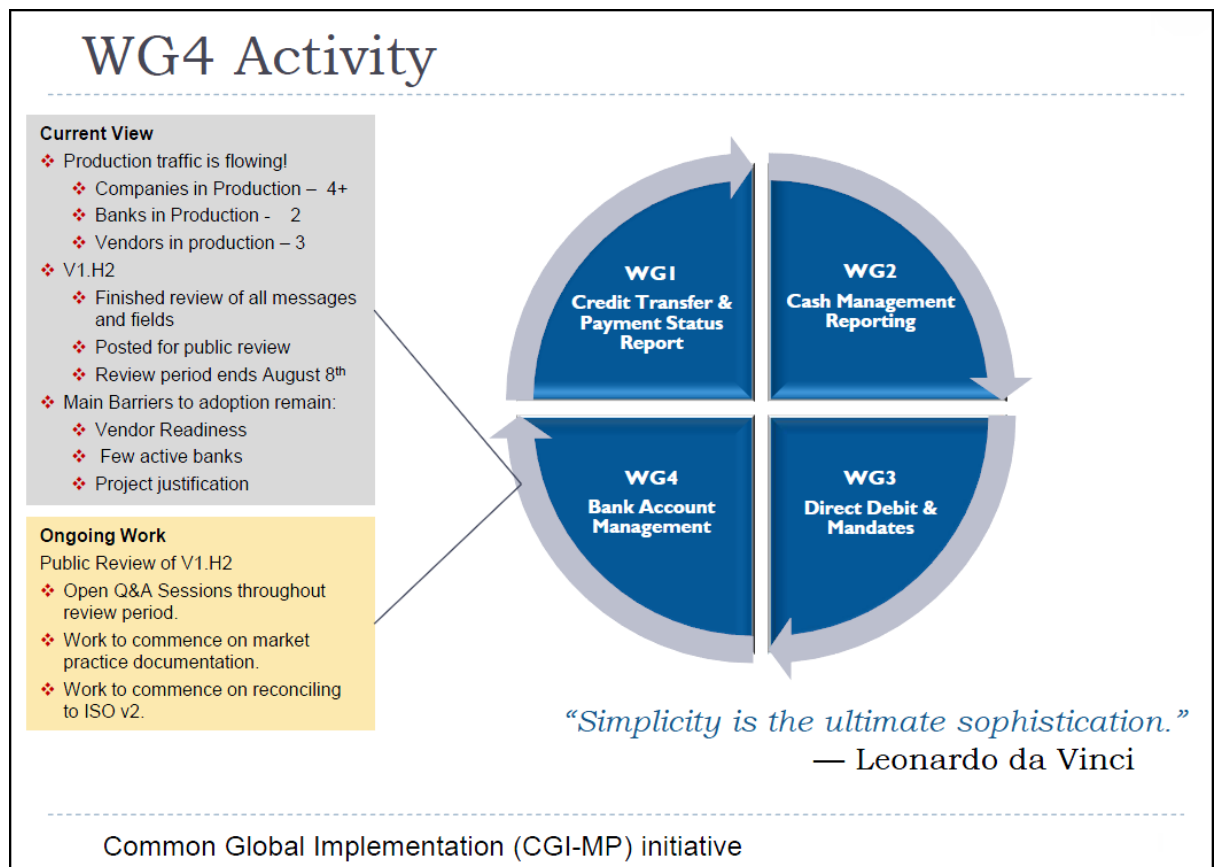 WG4 Activity
Current View
❖ Production traffic is flowing!
❖ Companies in Production – 4+
❖ Banks in Production - 2
❖ Vendors in production – 3
❖ V1.H2
❖ Finished review of all messages
and fields
❖ Posted for public review
❖ Review period ends August 8th
❖ Main Barriers to adoption remain:
❖ Vendor Readiness
❖ Few active banks
❖ Project justification
Ongoing Work
Public Review of V1.H2
❖ Open Q&A Sessions throughout
review period.
❖ Work to commence on market
practice documentation.
❖ Work to commence on reconciling
to ISO v2.
WG1
Credit Transfer &
Payment Status
Report
WG2
Cash Management
Reporting
WG4
Bank Account
Management
WG3
Direct Debit &
Mandates
“Simplicity is the ultimate sophistication.”
— Leonardo da Vinci
Common Global Implementation (CGI-MP) initiative